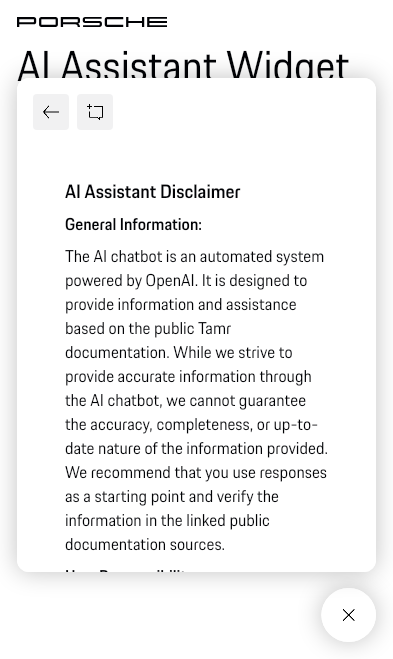 PORSCHE
AI Assistant Widget
AI Assistant Disclaimer
General Information:
The AI chatbot is an automated system
powered by OpenAI. It is designed to
provide information and assistance
based on the public Tamr
documentation. While we strive to
provide accurate information through
the AI chatbot, we cannot guarantee
the accuracy, completeness, or up-to-
date nature of the information provided.
We recommend that you use responses
as a starting point and verify the
information in the linked public
documentation sources.